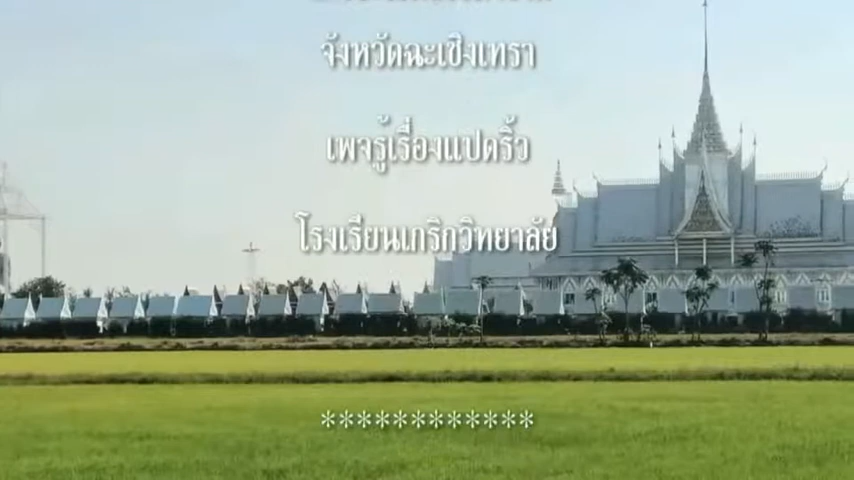 จังหวัดฉะเชิงเทรา
เพจรู้เรื่องแปดริ้ว
โรงเรียนเกริกวิทยาลัย
************